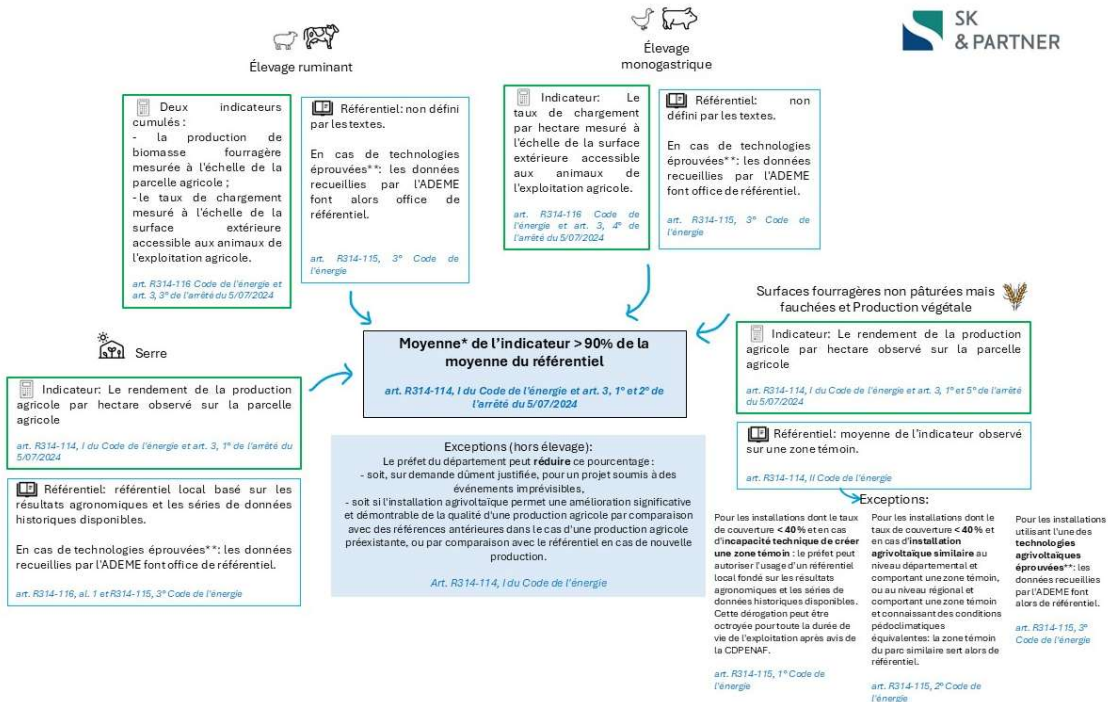 SK
& PARTNER
Élevage ruminant
Deux indicateurs
cumulés :
- la production de
biomasse fourragère
mesurée à l'échelle de la
parcelle agricole ;
- le taux de chargement
mesuré à l'échelle de la
surface extérieure
accessible aux animaux de
l'exploitation agricole.
art. R314-116 Code de l'énergie et
art. 3, 3° de l'arrêté du 5/07/2024
Référentiel: non défini
par les textes.
En cas de technologies
éprouvées**: les données
recueillies par l'ADEME
font alors office de
référentiel.
art. R314-115, 3° Code de
l'énergie
Élevage
monogastrique
Indicateur: Le
taux de chargement
par hectare mesuré à
l'échelle de la surface
extérieure accessible
aux animaux de
l'exploitation agricole.
art. R314-116 Code de
l'énergie et art. 3, 4° de
l'arrêté du 5/07/2024
Référentiel: non
défini par les textes.
En cas de technologies
éprouvées**: les données
recueillies par l'ADEME
font alors office de
référentiel.
art. R314-115, 3° Code de
l'énergie
Serre
Indicateur: Le rendement de la production
agricole par hectare observé sur la parcelle
agricole
art. R314-114, I du Code de l'énergie et art. 3, 1° de l'arrêté du
5/07/2024
Référentiel: référentiel local basé sur les
résultats agronomiques et les séries de données
historiques disponibles.
En cas de technologie éprouvées**: les données
recueillies par l'ADEME font office de référentiel.
art. R314-116, al. 1 et R314-115, 3° Code de l'énergie
Moyenne* de l'indicateur > 90% de la
moyenne du référentiel
art. R314-114, I du Code de l'énergie et art. 3, 1° et 2° de
l'arrêté du 5/07/2024
Exceptions (hors élevage):
Le préfet du département peut réduire ce pourcentage :
- soit, sur demande dûment justifiée, pour un projet soumis à des
événements imprévisibles,
- soit si l'installation agrivoltaïque permet une amélioration significative
et démontrable de la qualité d'une production agricole par comparaison
avec des références antérieures dans le cas d'une production agricole
préexistante, ou par comparaison avec le référentiel en cas de nouvelle
production.
Art. R314-114, I du Code de l'énergie
Surfaces fourragères non pâturées mais
fauchées et Production végétale
Indicateur: Le rendement de la production
agricole par hectare observé sur la parcelle
agricole
art. R314-114, I du Code de l'énergie et art. 3, 1° et 5° de l'arrêté
du 5/07/2024
Référentiel: moyenne de l'indicateur observé
sur une zone témoin.
art. R314-114, II Code de l'énergie
Exceptions:
Pour les installations dont le taux
de couverture < 40 % et en cas
d'incapacité technique de créer
une zone témoin : le préfet peut
autoriser l'usage d'un référentiel
local fondé sur les résultats
agronomiques et les séries de
données historiques disponibles.
Cette dérogation peut être
octroyée pour toute la durée de
vie de l'exploitation après avis de
la CDPENAF.
art. R314-115, 1° Code de
l'énergie
Pour les installations dont le
taux de couverture < 40 % et
en cas d'installation
agrivoltaïque similaire au
niveau départemental et
comportant une zone témoin,
ou au niveau régional et
comportant une zone témoin
et connaissant des conditions
pédoclimatiques
équivalentes: la zone témoin
du parc similaire sert alors de
référentiel.
art. R314-115, 2° Code de
l'énergie
Pour les installations
utilisant l'une des
technologies
agrivoltaïques
éprouvées**: les
données recueillies
par l'ADEME font
alors de référentiel.
art. R314-115, 3°
Code de l'énergie